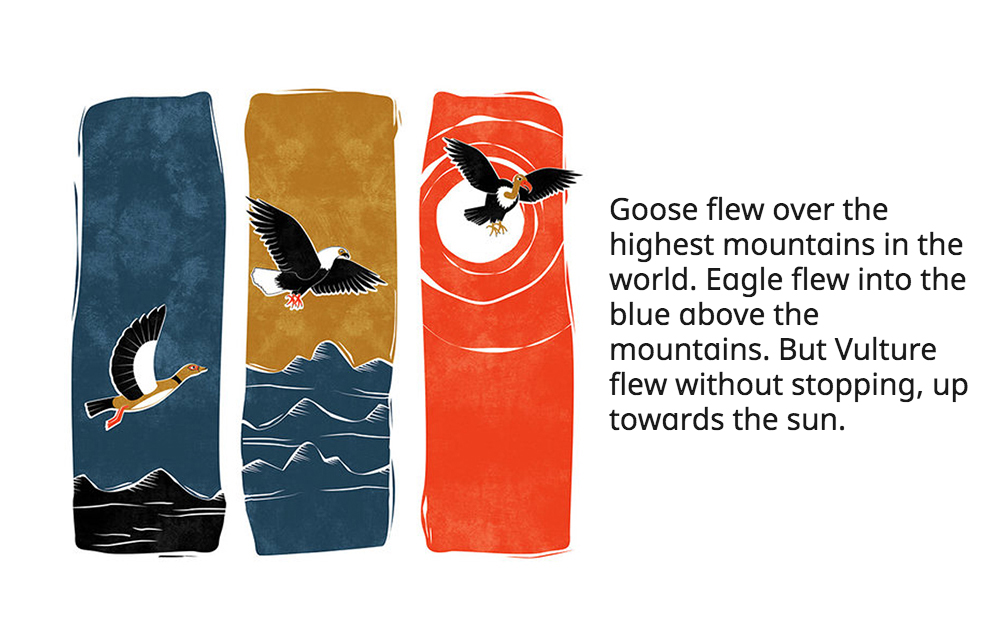 Goose flew over the
highest mountains in the
world. Eagle flew into the
blue above the
mountains. But Vulture
flew without stopping, up
towards the sun.